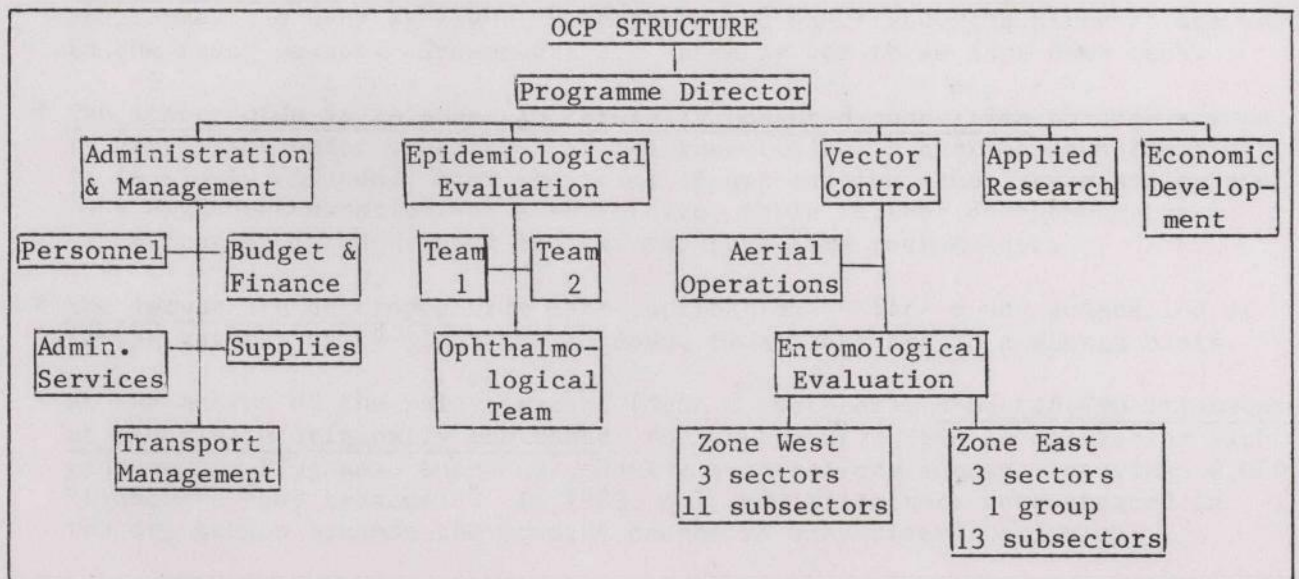 OCP STRUCTURE
Programme Director
Administration
& Management
Epidemiological
Evaluation
Vector
Control
Applied
Research
Economic
Develop-
ment
Personnel
Budget &
Finance
Team
1
Team
2
Aerial
Operations
Admin.
Services
Supplies
Ophthalmo-
logical
Team
Entomological
Evaluation
Transport
Management
Zone West
3 sectors
11 subsectors
Zone East
3 sectors
1 group
13 subsectors